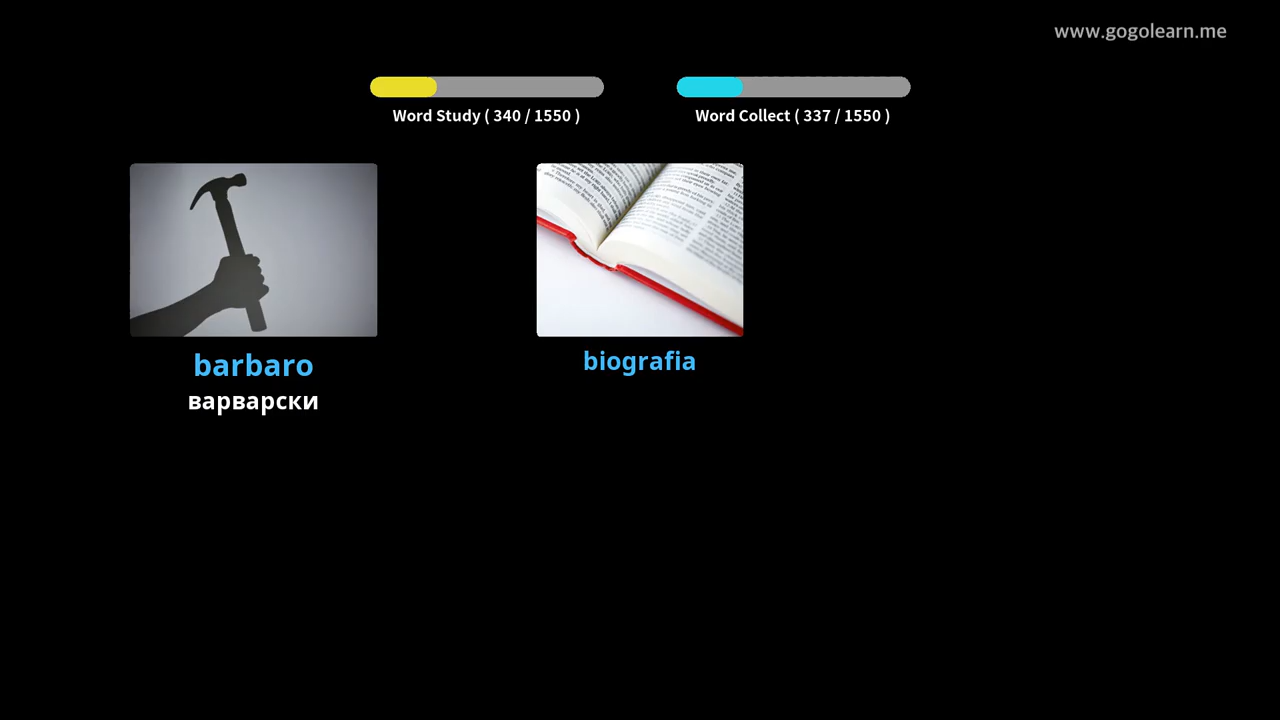 www.gogolearn.me
Word Study ( 340 / 1550 )
Word Collect ( 337 / 1550 )
barbaro
варварски
biografia